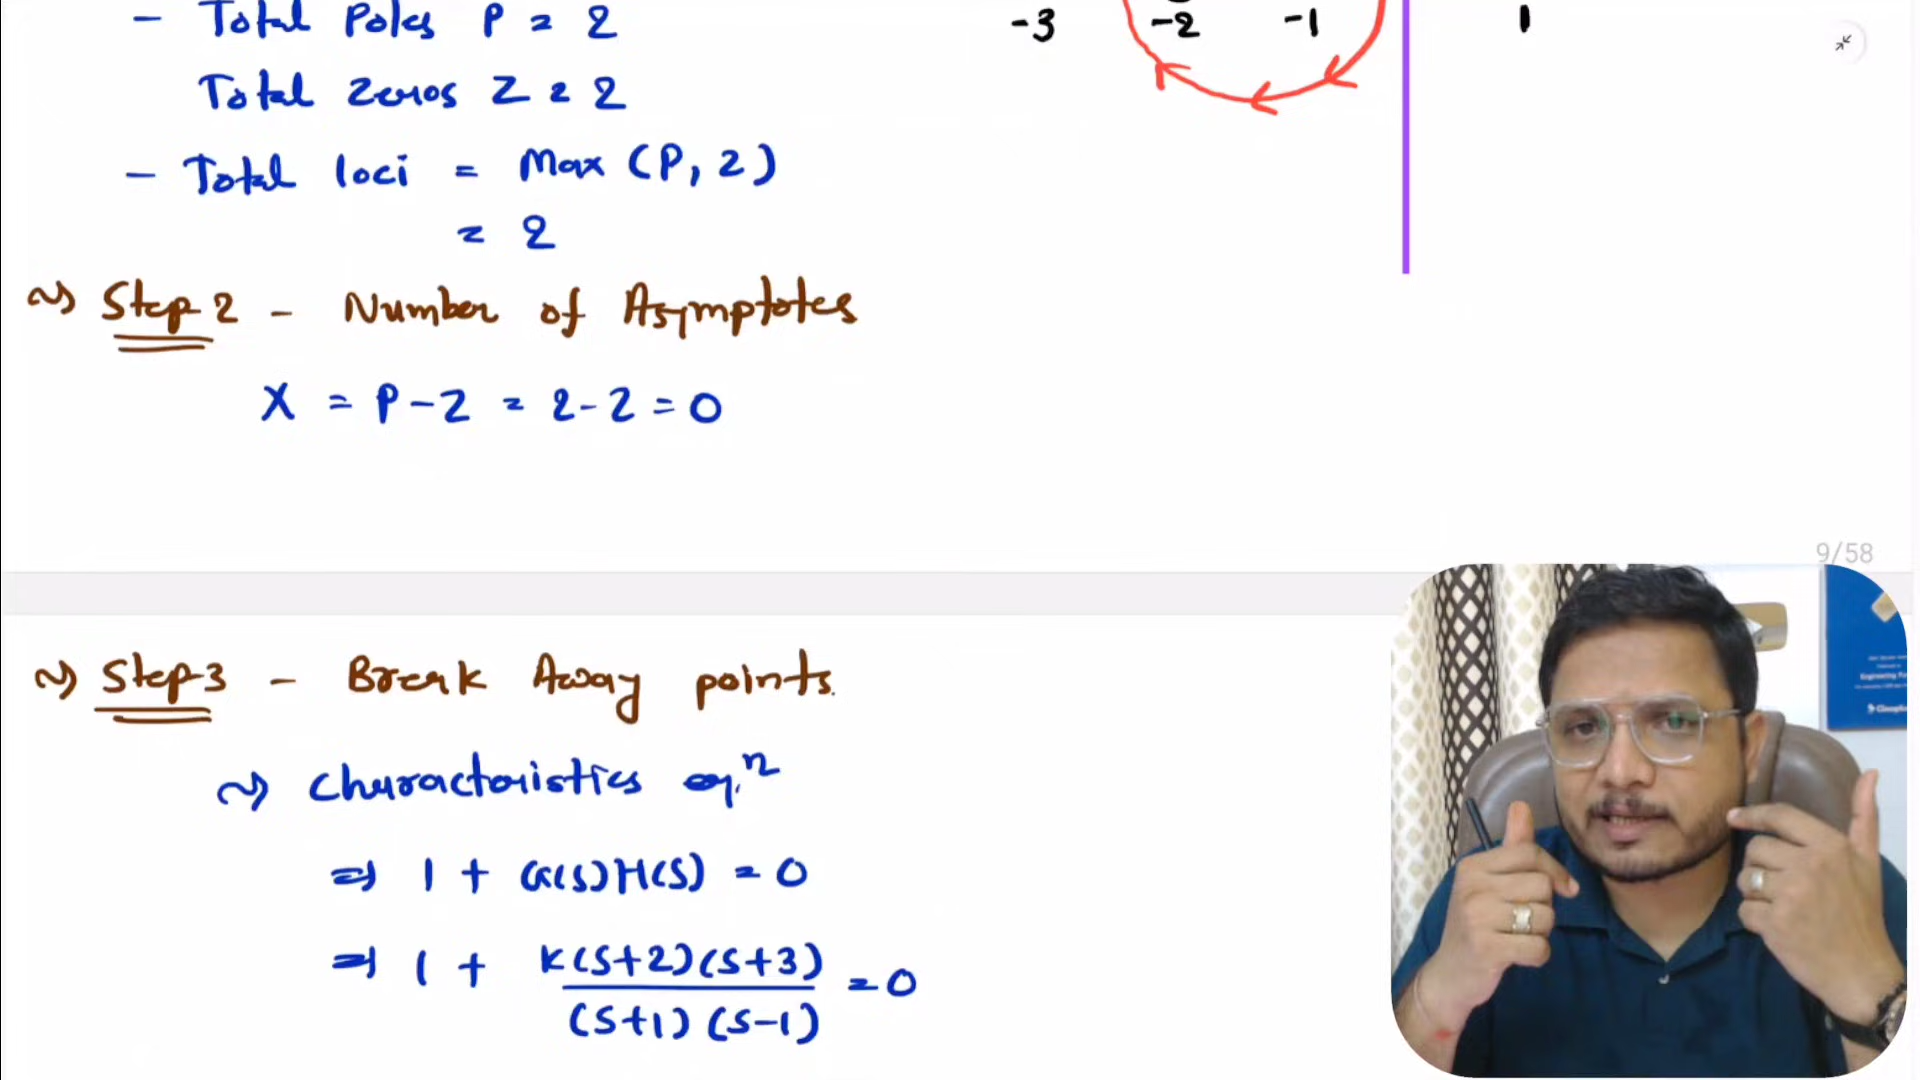 - Total Poles P = 2
Total Zeros Z = 2
- Total loci = Max (P, Z)
= 2
-3 -2 -1 1
~) Step 2 - Number of Asymptotes
X = P - Z = 2 - 2 = 0
9/58
~) Step-3 - Break Away points.
~) Characteristics eq.n
=> 1 + G(s)H(s) = 0
=> 1 + K(S+2)(S+3) / (S+1)(S-1) = 0